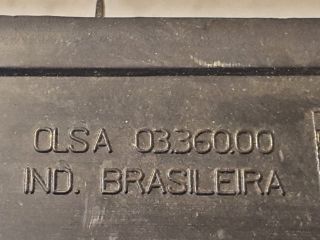 OLSA 03.360.00
IND. BRASILEIRA